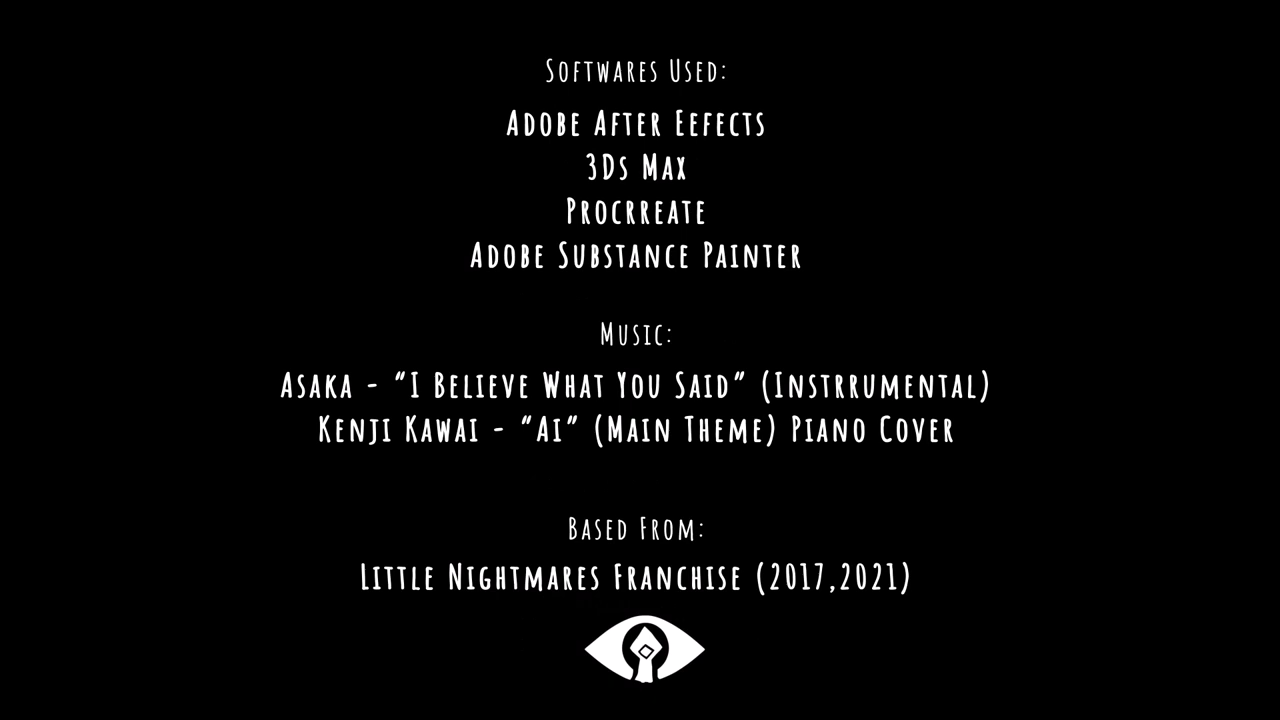 Softwares Used:
Adobe After Eefects
3Ds Max
Procrreate
Adobe Substance Painter
Music:
Asaka - “I Believe What You Said” (Instrrumental)
Kenji Kawai - “Ai” (Main Theme) Piano Cover
Based From:
Little Nightmares Franchise (2017,2021)